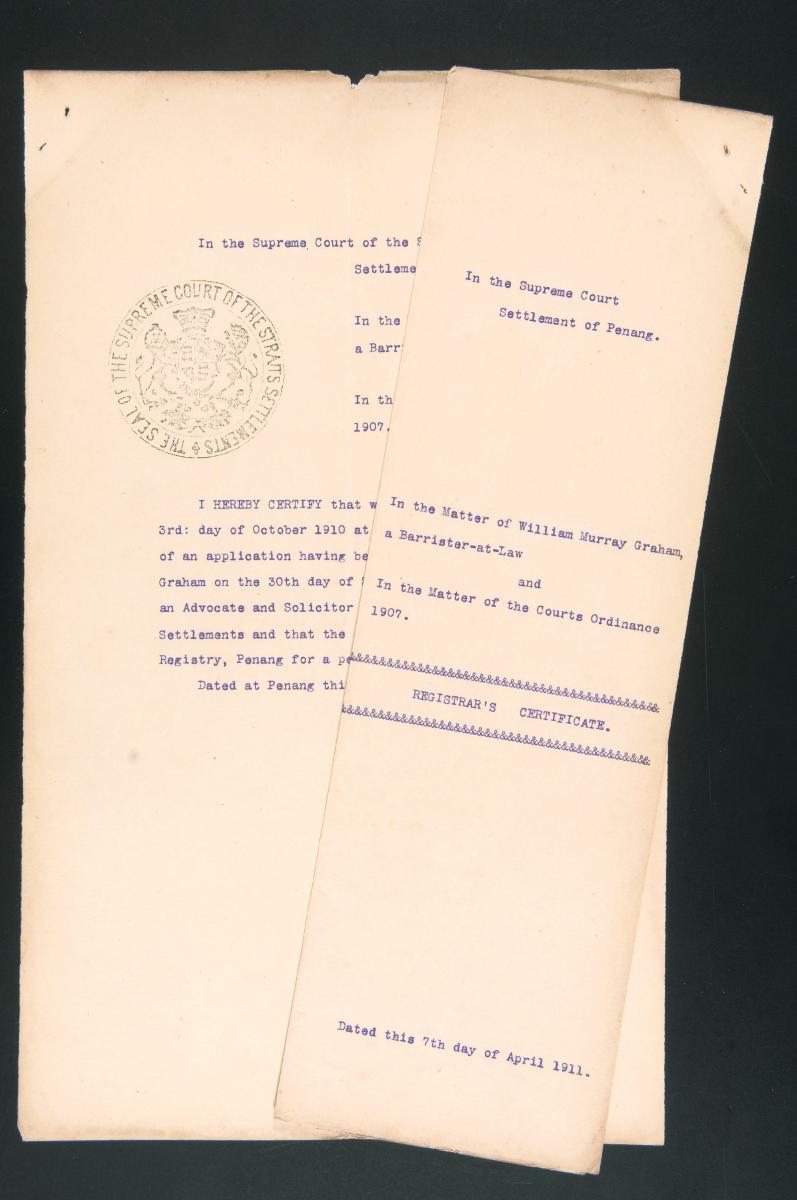 In the Supreme Court of the S
Settleme
THE SEAL OF THE SUPREME COURT OF THE STRAITS SETTLEMENTS &
In the
a Barr
In th
1907.
I HEREBY CERTIFY that w
3rd: day of October 1910 at
of an application having be
Graham on the 30th day of
an Advocate and Solicitor
Settlements and that the
Registry, Penang for a pe
Dated at Penang thi
In the Supreme Court
Settlement of Penang.
In the Matter of William Murray Graham,
a Barrister-at-Law
and
In the Matter of the Courts Ordinance
1907.
&&&&&&&&&&&&&&&&&&&&&&&&&&&&&&&&&&&&&&&&
REGISTRAR'S CERTIFICATE.
&&&&&&&&&&&&&&&&&&&&&&&&&&&&&&&&&&&&&&&&
Dated this 7th day of April 1911.